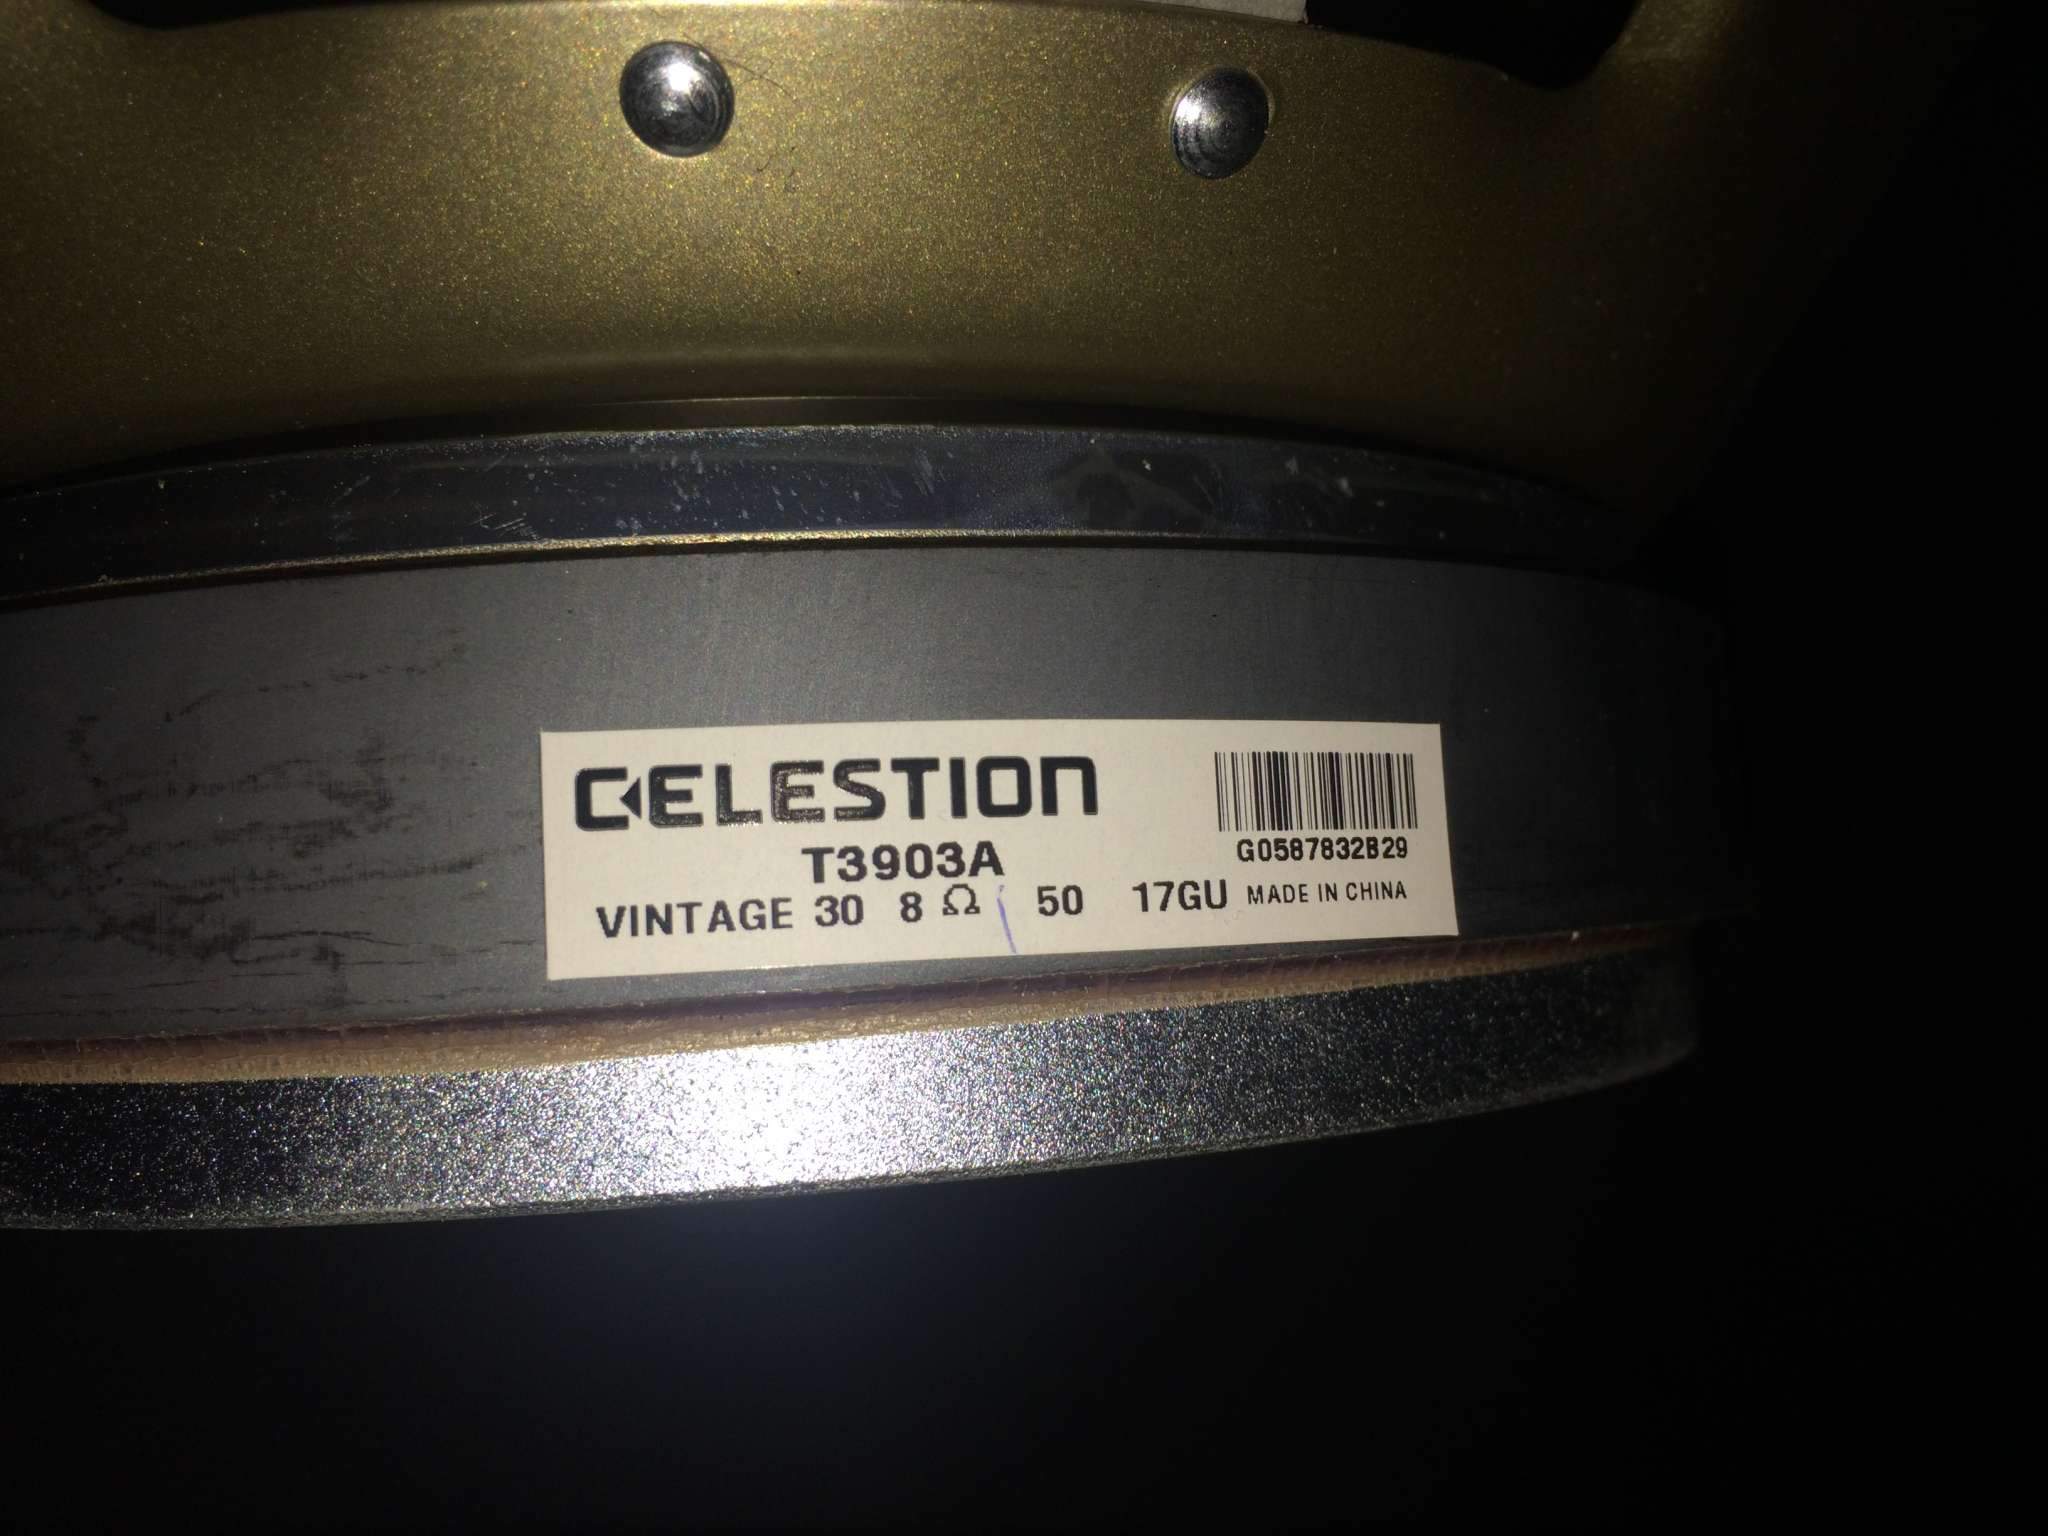 CELESTION
G0587832B29
T3903A
VINTAGE 30 8 Ω 50 17GU MADE IN CHINA